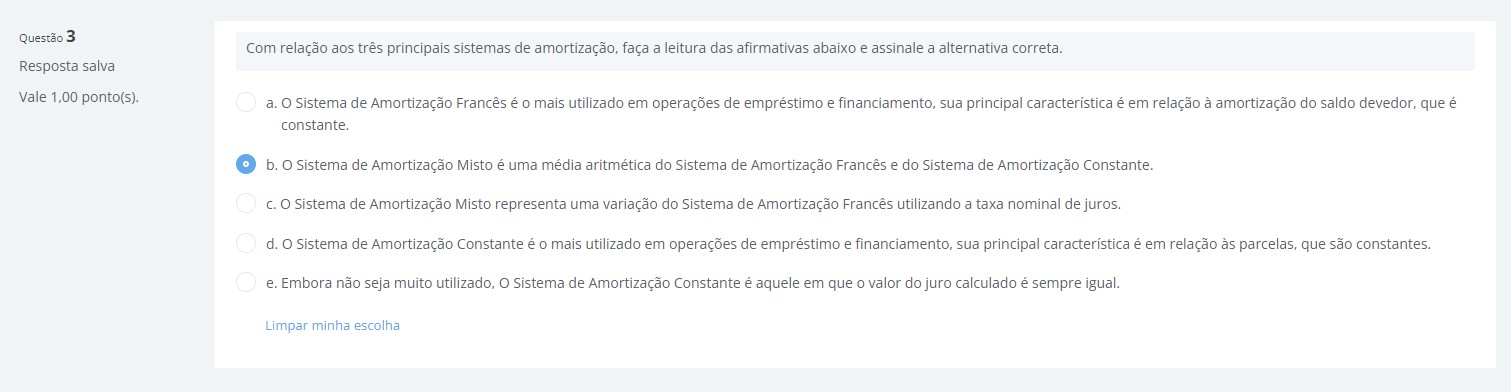 Questão 3
Resposta salva
Vale 1,00 ponto(s).
Com relação aos três principais sistemas de amortização, faça a leitura das afirmativas abaixo e assinale a alternativa correta.
a. O Sistema de Amortização Francês é o mais utilizado em operações de empréstimo e financiamento, sua principal característica é em relação à amortização do saldo devedor, que é
constante.
b. O Sistema de Amortização Misto é uma média aritmética do Sistema de Amortização Francês e do Sistema de Amortização Constante.
c. O Sistema de Amortização Misto representa uma variação do Sistema de Amortização Francês utilizando a taxa nominal de juros.
d. O Sistema de Amortização Constante é o mais utilizado em operações de empréstimo e financiamento, sua principal característica é em relação às parcelas, que são constantes.
e. Embora não seja muito utilizado, O Sistema de Amortização Constante é aquele em que o valor do juro calculado é sempre igual.
Limpar minha escolha